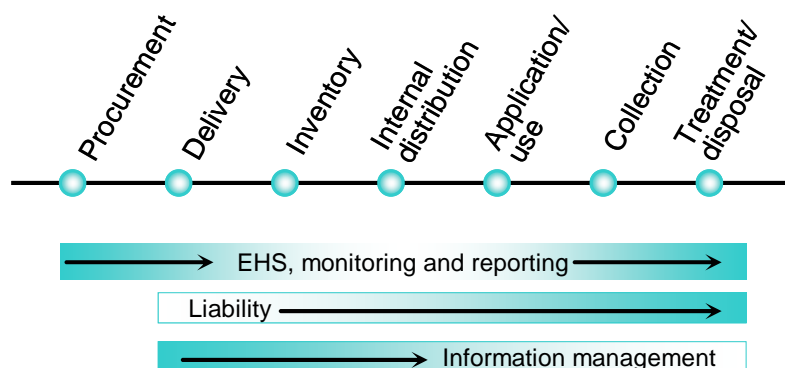 Procurement
Delivery
Inventory
Internal
distribution
Application/
use
Collection
Treatment/
disposal
EHS, monitoring and reporting
Liability
Information management